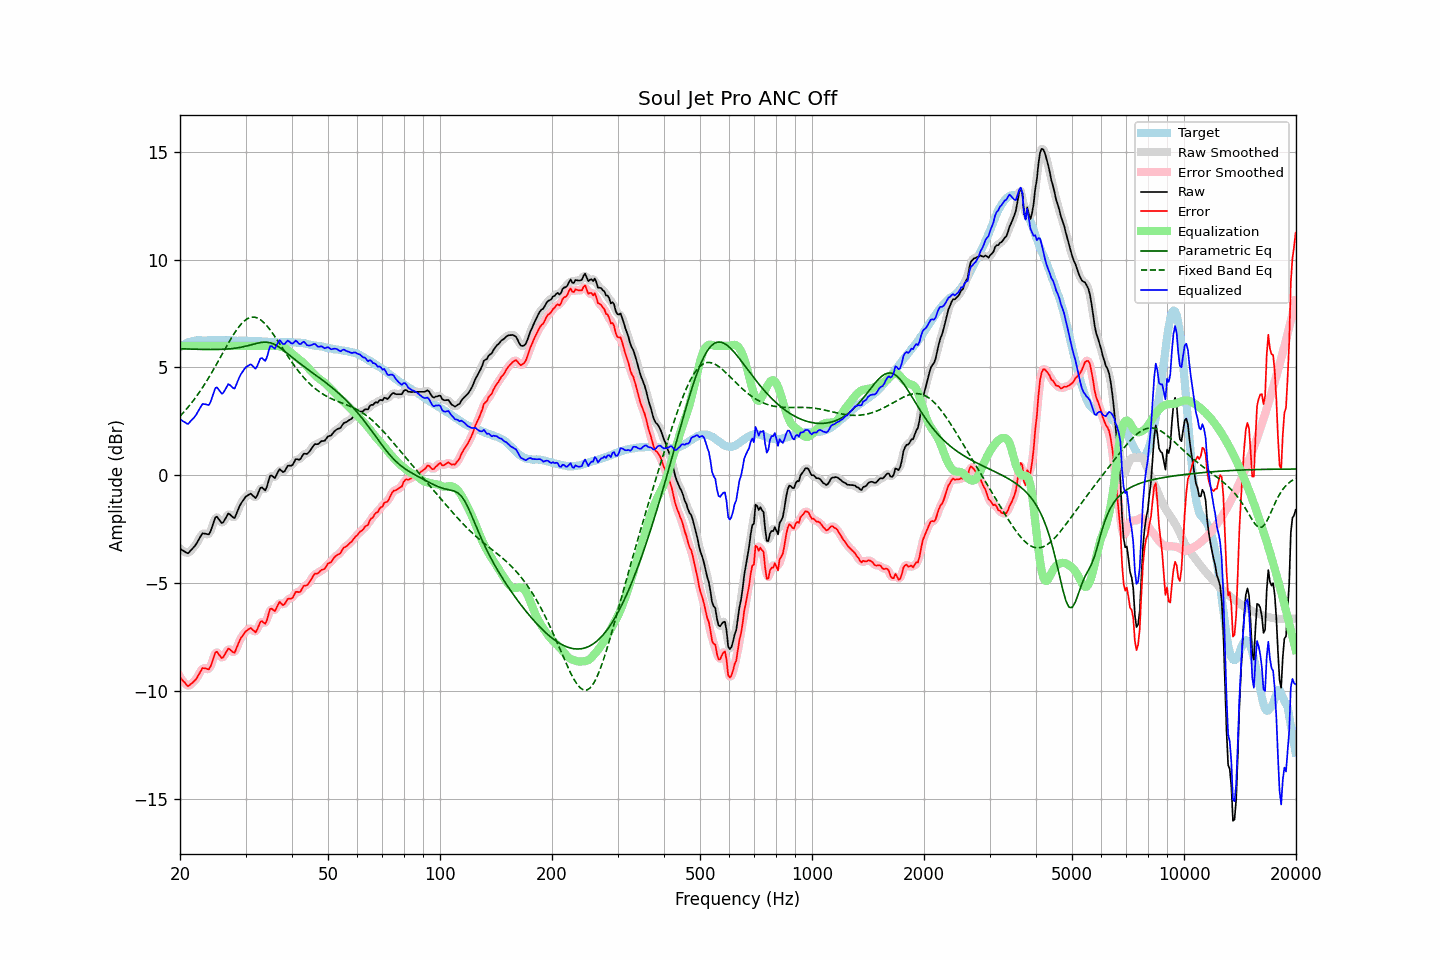 Soul Jet Pro ANC Off
Target
Raw Smoothed
Error Smoothed
Raw
Error
Equalization
Parametric Eq
Fixed Band Eq
Equalized
Amplitude (dBr)
15
10
5
0
−5
−10
−15
20
50
100
200
500
1000
2000
5000
10000
20000
Frequency (Hz)